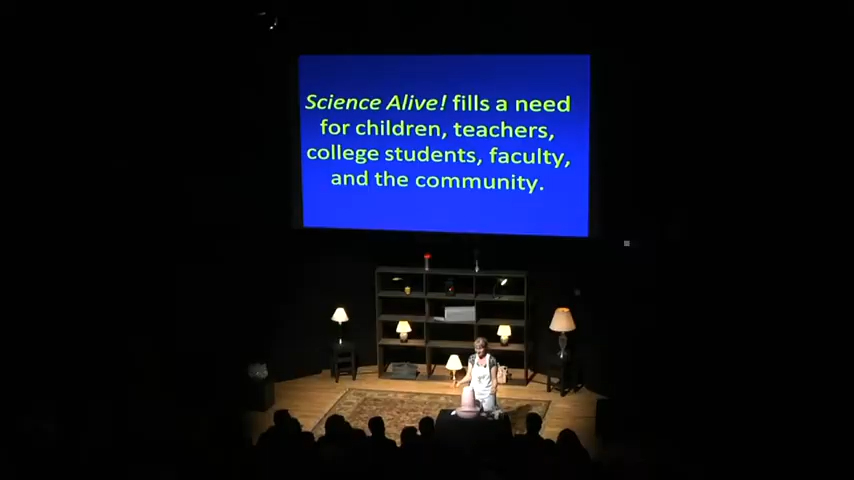 Science Alive! fills a need
for children, teachers,
college students, faculty,
and the community.